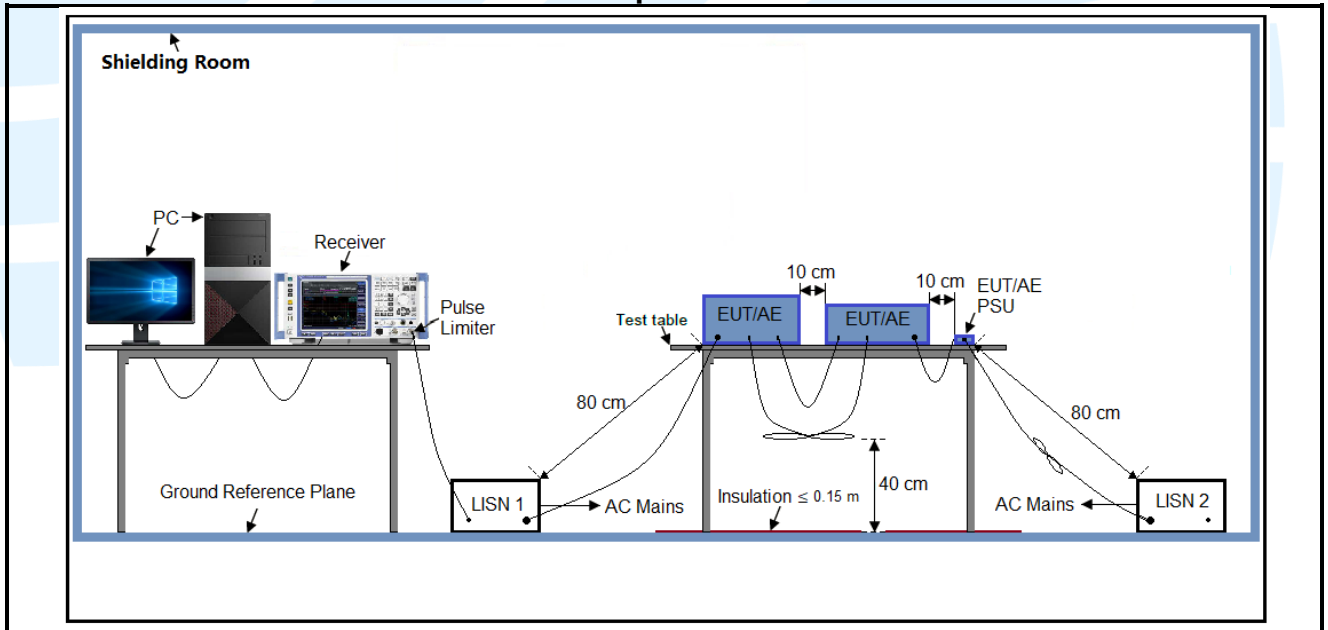 Shielding Room
PC
Receiver
Pulse
Limiter
10 cm
10 cm
EUT/AE
PSU
Test table
EUT/AE
EUT/AE
80 cm
80 cm
40 cm
Ground Reference Plane
LISN 1
AC Mains
Insulation ≤ 0.15 m
AC Mains
LISN 2